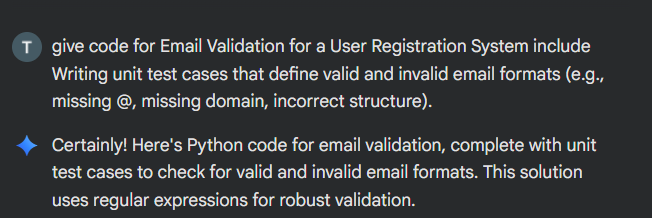 T give code for Email Validation for a User Registration System include
Writing unit test cases that define valid and invalid email formats (e.g.,
missing @, missing domain, incorrect structure).
Certainly! Here's Python code for email validation, complete with unit
test cases to check for valid and invalid email formats. This solution
uses regular expressions for robust validation.